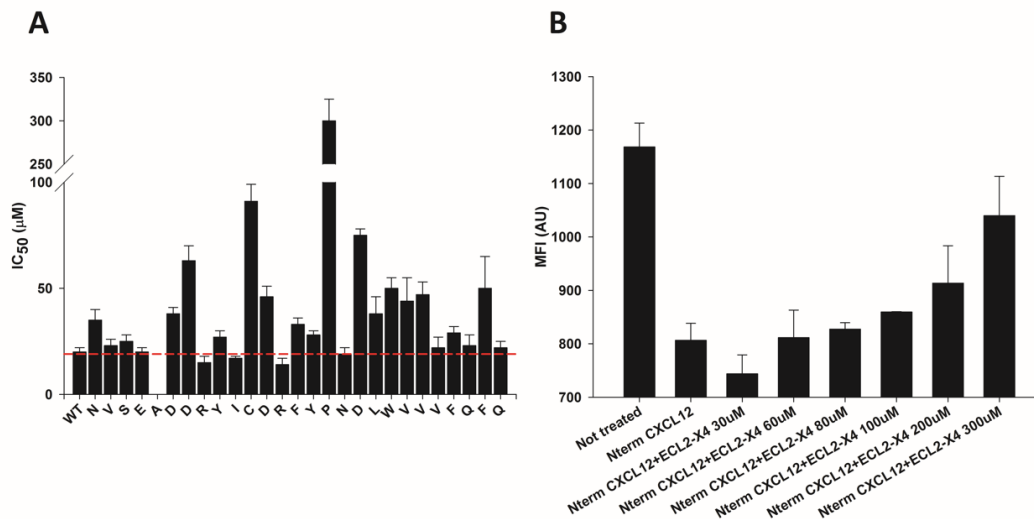 A
B
350
300
250
100
50
0
IC50 (μM)
WT
N
V
S
E
A
D
D
R
Y
I
C
D
R
F
Y
P
N
D
L
W
V
V
V
F
Q
F
Q
1300
1200
1100
1000
900
800
700
MFI (AU)
Not treated
Nterm CXCL12
Nterm CXCL12+ECL2-X4 30uM
Nterm CXCL12+ECL2-X4 60uM
Nterm CXCL12+ECL2-X4 80uM
Nterm CXCL12+ECL2-X4 100uM
Nterm CXCL12+ECL2-X4 200uM
Nterm CXCL12+ECL2-X4 300uM